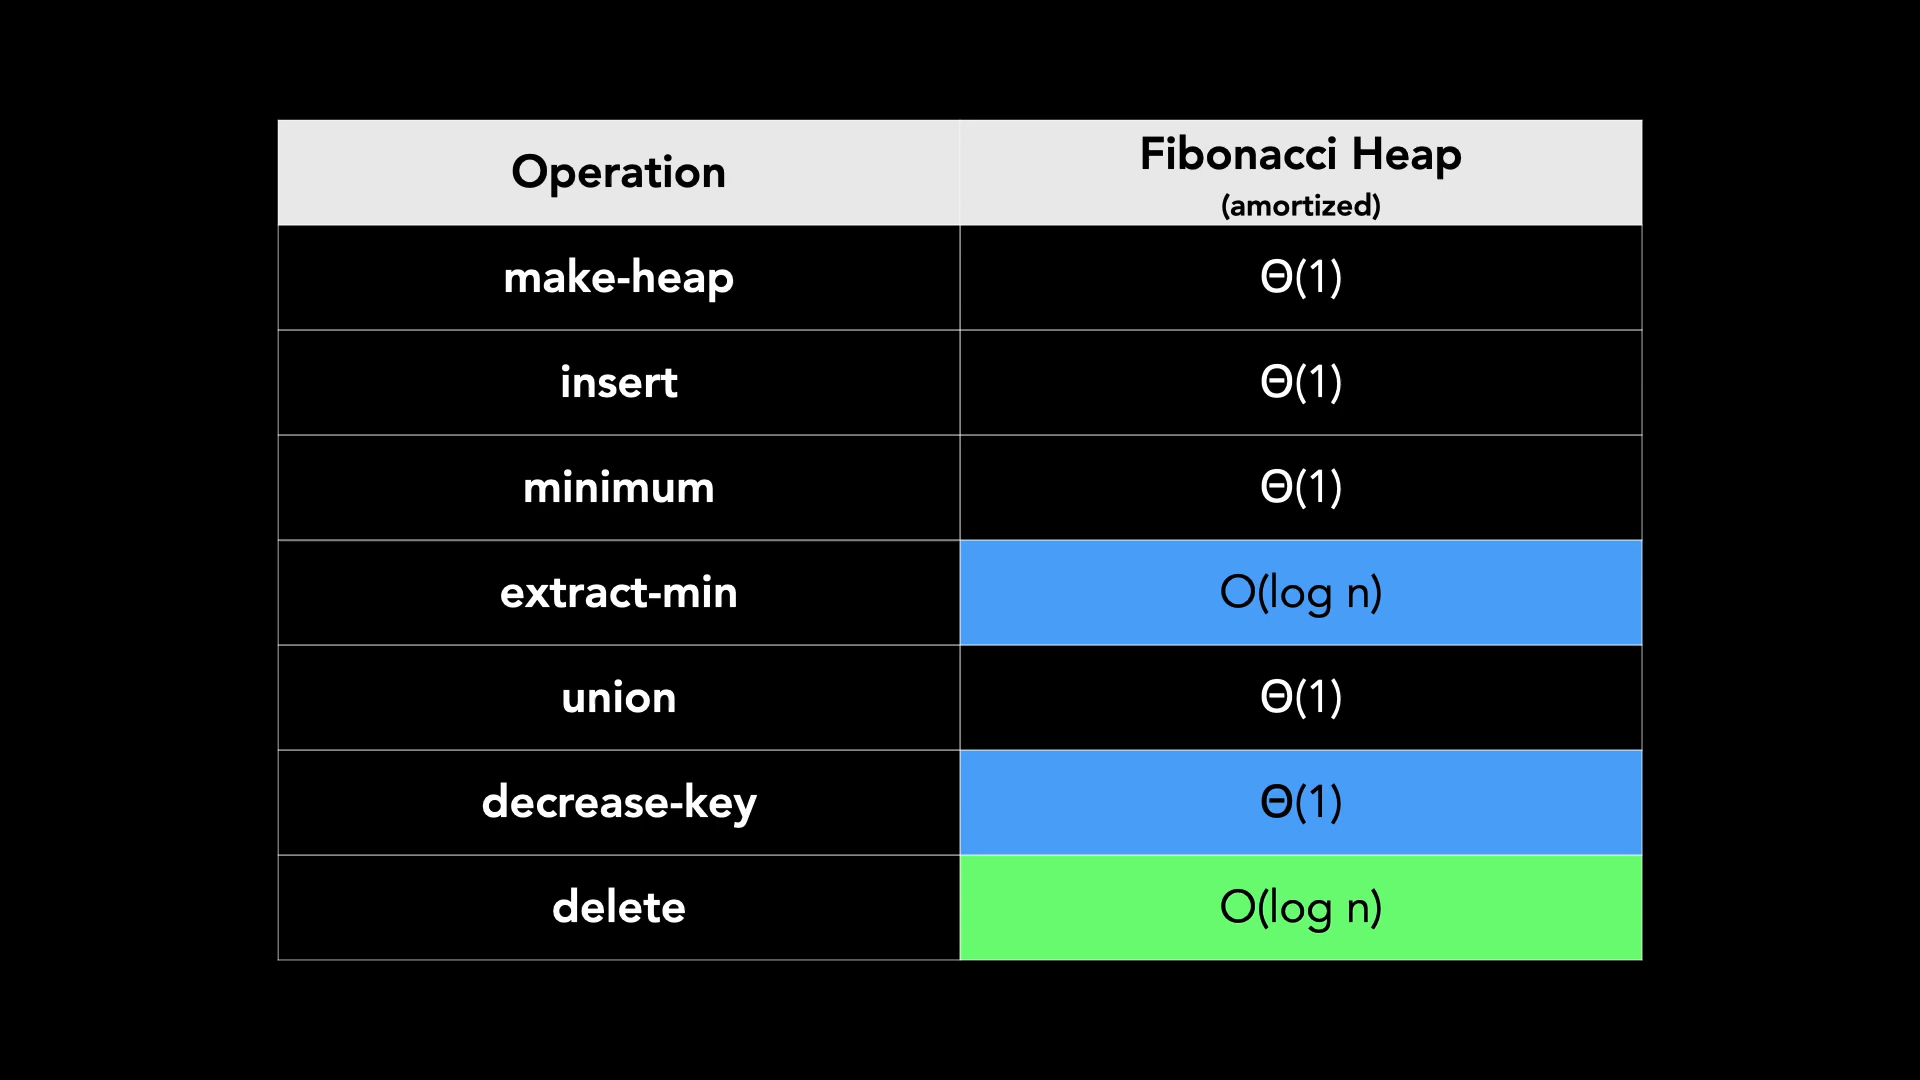 Operation
Fibonacci Heap
(amortized)
make-heap
Θ(1)
insert
Θ(1)
minimum
Θ(1)
extract-min
O(log n)
union
Θ(1)
decrease-key
Θ(1)
delete
O(log n)